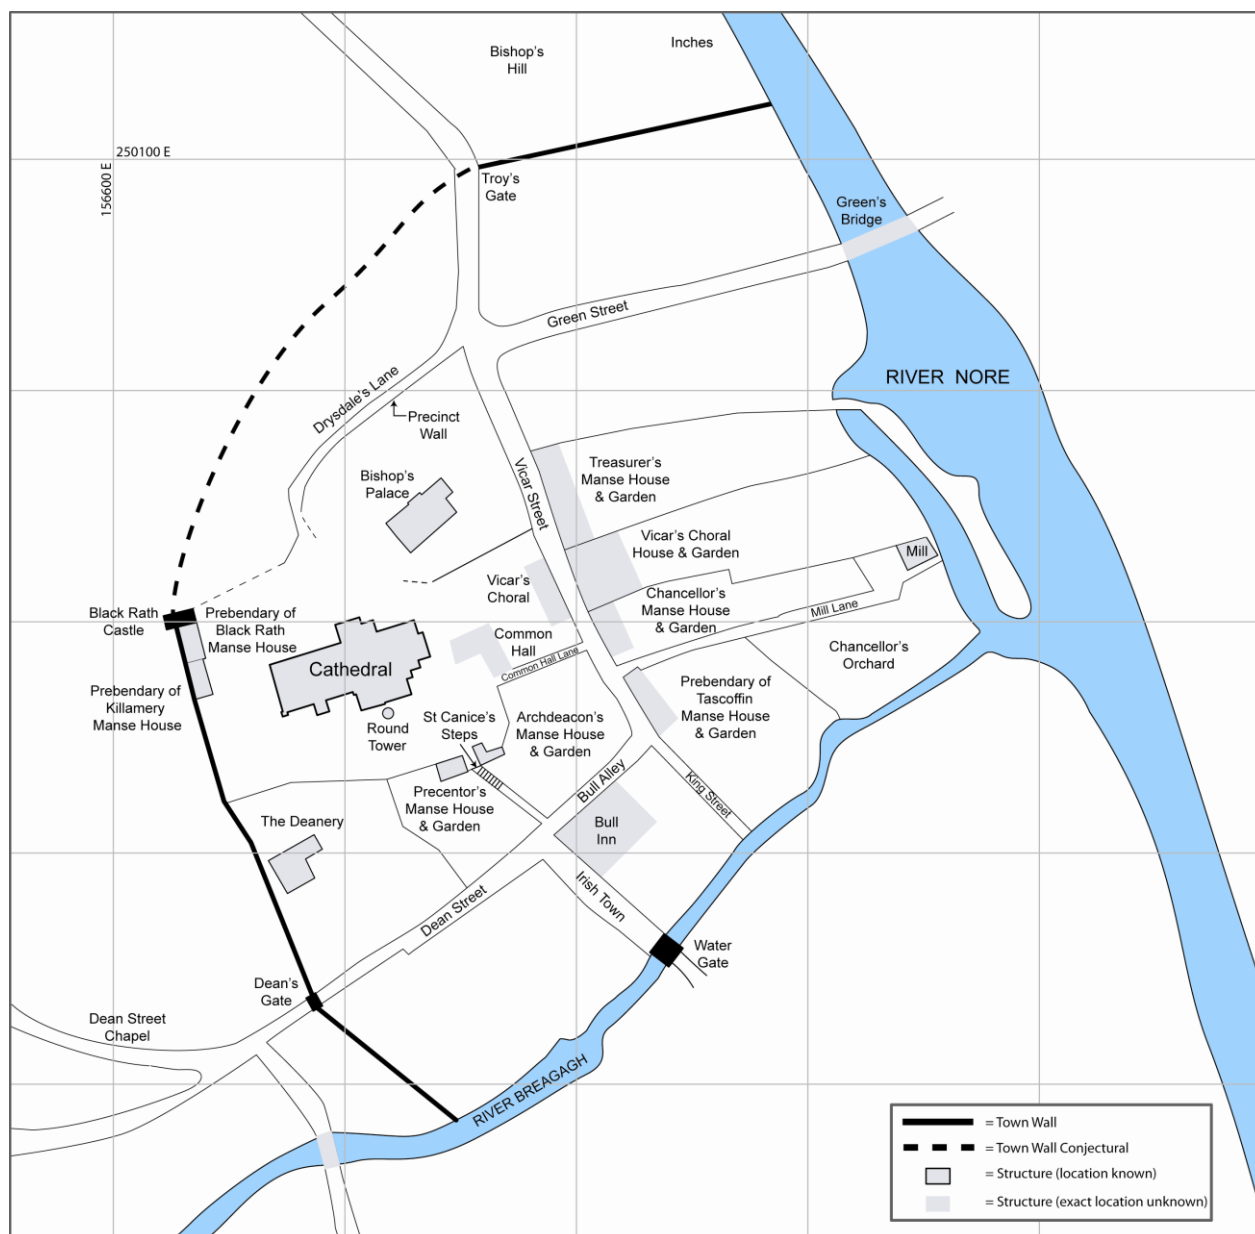 Bishop's
Hill
Inches
250100 E
156600 E
Troy's
Gate
Green's
Bridge
Green Street
RIVER NORE
Drysdale's Lane
Precinct
Wall
Bishop's
Palace
Vicar Street
Treasurer's
Manse House
& Garden
Vicar's Choral
House & Garden
Mill
Vicar's
Choral
Chancellor's
Manse House
& Garden
Mill Lane
Black Rath
Castle
Prebendary of
Black Rath
Manse House
Common
Hall
Common Hall Lane
Cathedral
Chancellor's
Orchard
Prebendary of
Killamery
Manse House
Round
Tower
St Canice's
Steps
Archdeacon's
Manse House
& Garden
Prebendary of
Tascoffin
Manse House
& Garden
Bull Alley
King Street
Precentor's
Manse House
& Garden
The Deanery
Bull
Inn
Dean Street
Irish Town
Water
Gate
Dean's
Gate
Dean Street
Chapel
RIVER BREAGAGH
= Town Wall
= Town Wall Conjectural
= Structure (location known)
= Structure (exact location unknown)